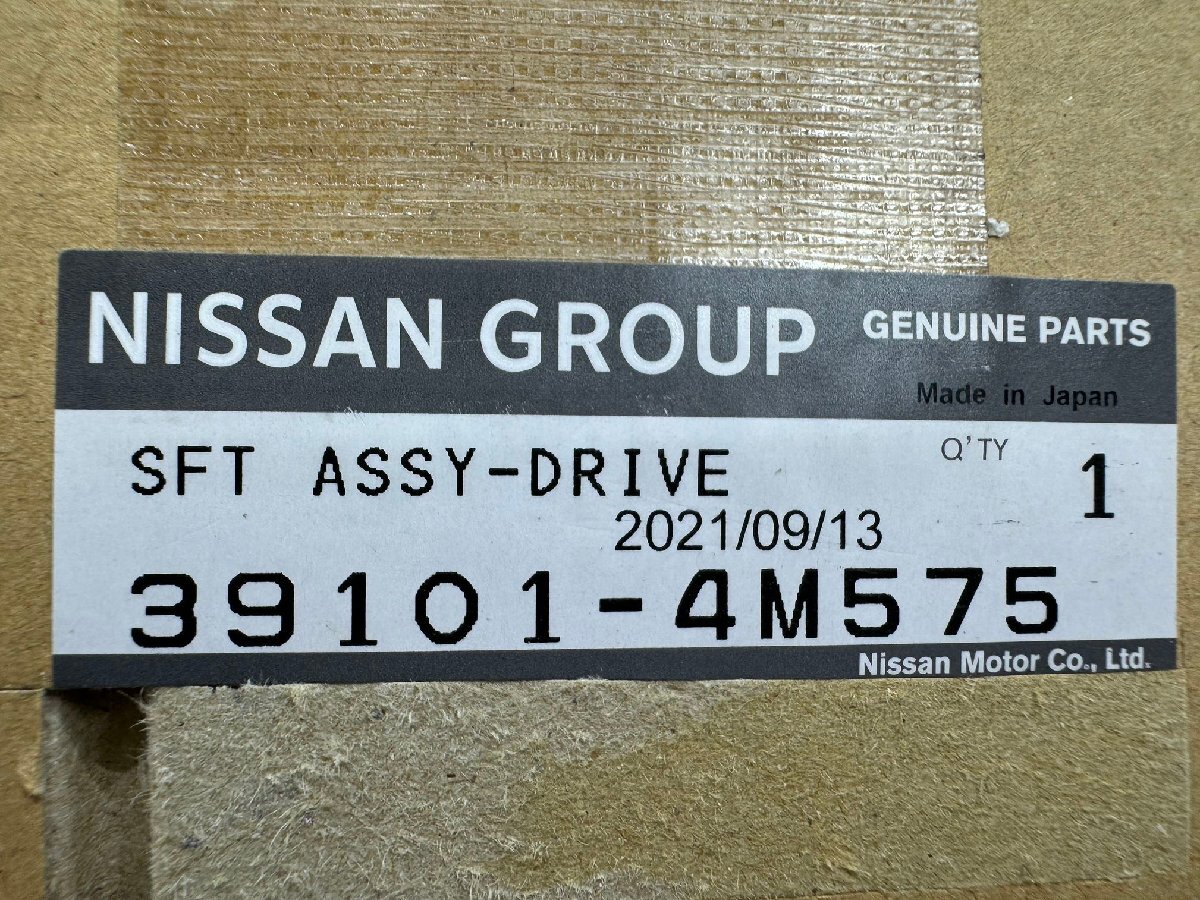 NISSAN GROUP GENUINE PARTS
Made in Japan
SFT ASSY-DRIVE Q'TY 1
2021/09/13
39101-4M575
Nissan Motor Co., Ltd.